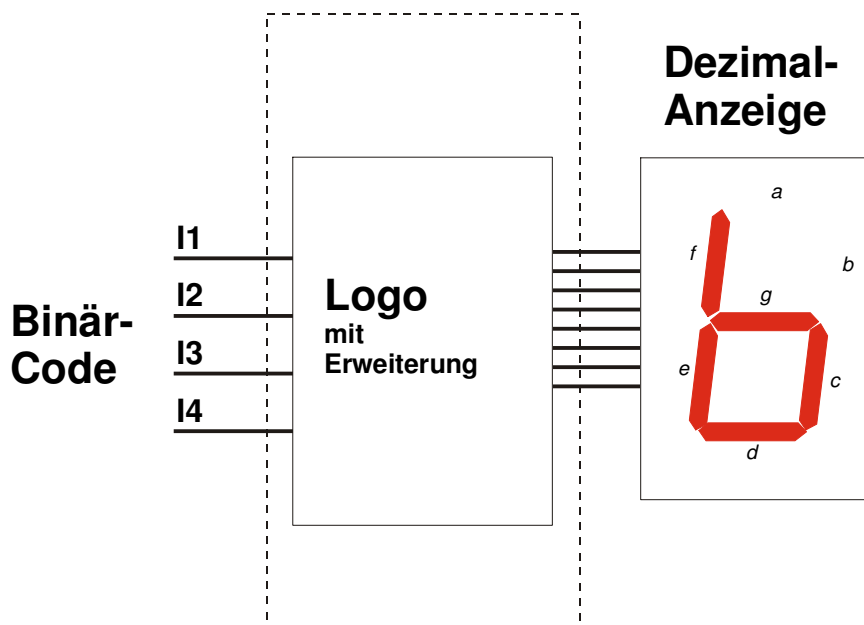 Dezimal-
Anzeige
Binär-
Code
I1
I2
I3
I4
Logo
mit
Erweiterung
a
f
b
g
e
c
d